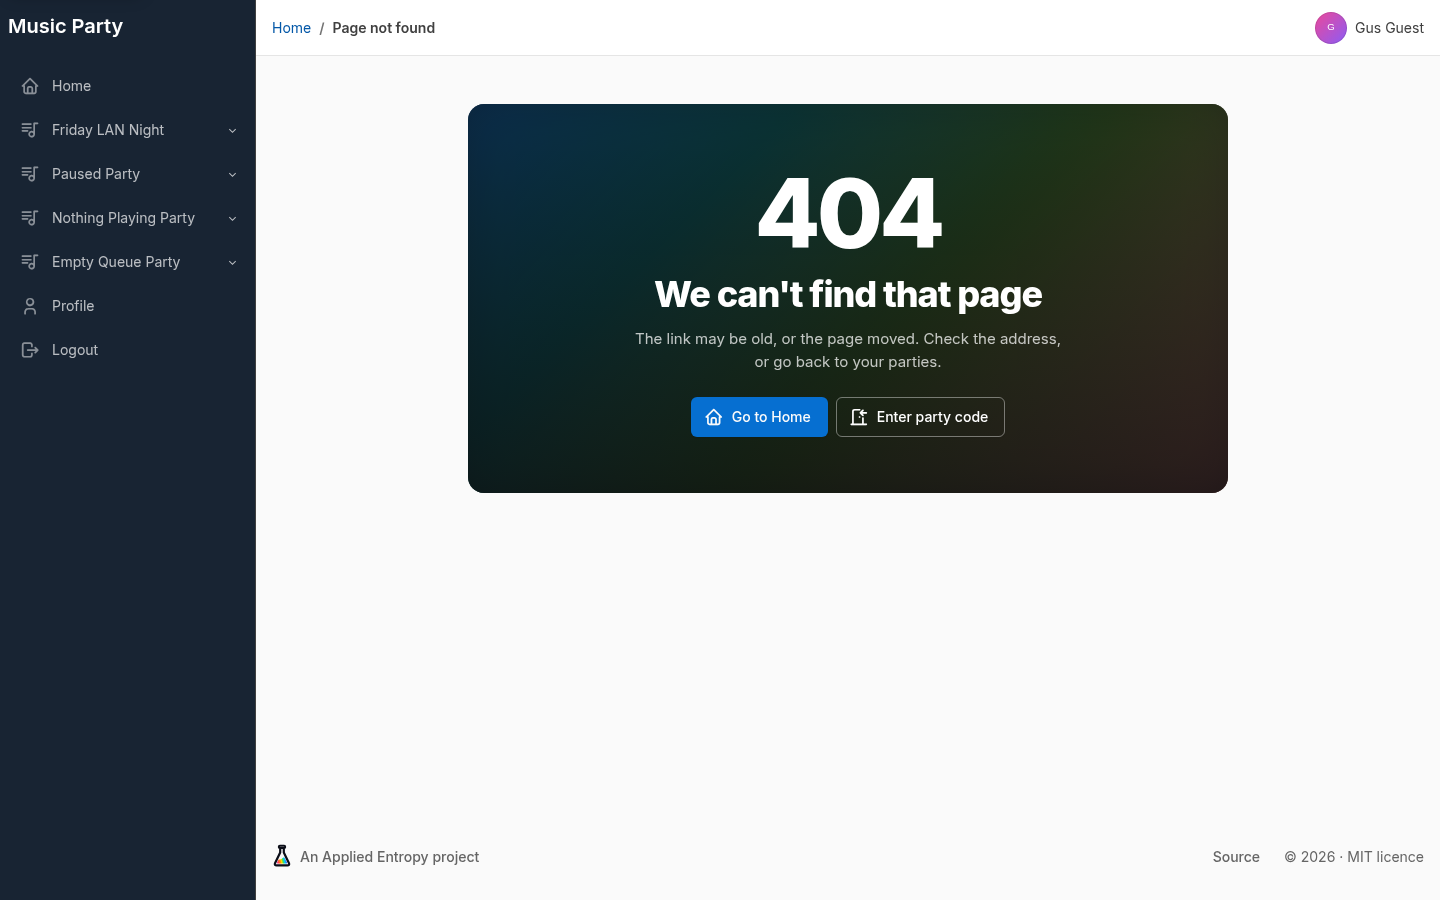 Music Party
Home
Friday LAN Night
Paused Party
Nothing Playing Party
Empty Queue Party
Profile
Logout
Home / Page not found
G Gus Guest
404
We can't find that page
The link may be old, or the page moved. Check the address,
or go back to your parties.
Go to Home
Enter party code
An Applied Entropy project
Source
© 2026 · MIT licence